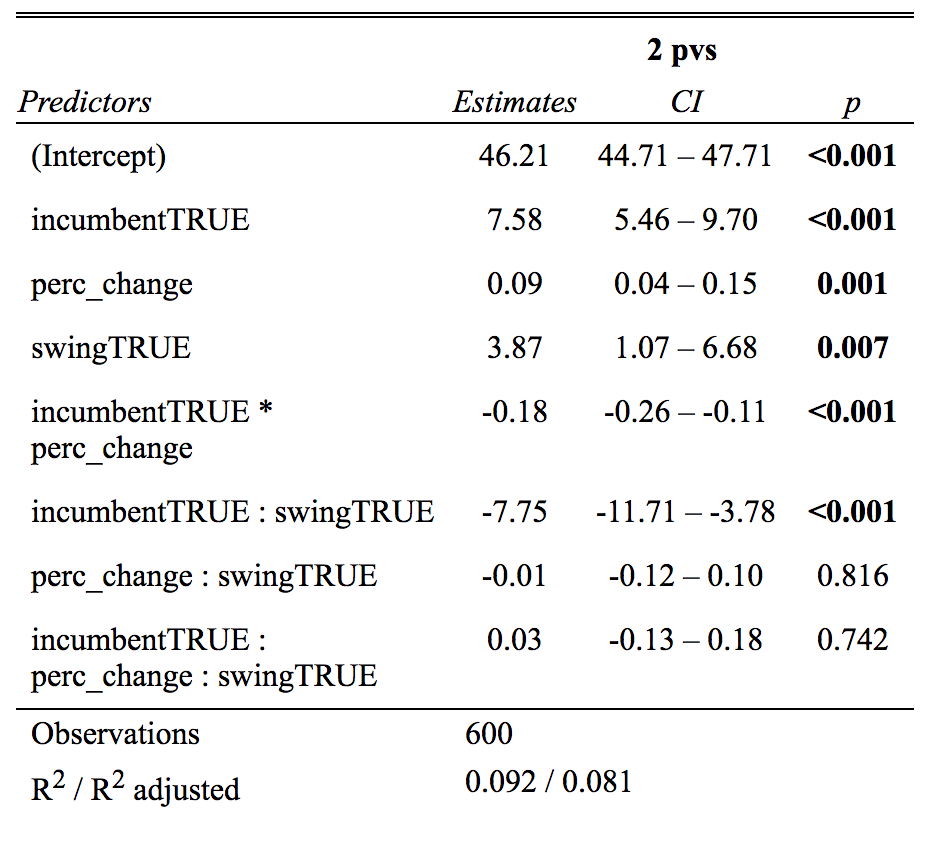 2 pvs
Predictors Estimates CI p
(Intercept) 46.21 44.71 – 47.71 <0.001
incumbentTRUE 7.58 5.46 – 9.70 <0.001
perc_change 0.09 0.04 – 0.15 0.001
swingTRUE 3.87 1.07 – 6.68 0.007
incumbentTRUE * -0.18 -0.26 – -0.11 <0.001
perc_change
incumbentTRUE : swingTRUE -7.75 -11.71 – -3.78 <0.001
perc_change : swingTRUE -0.01 -0.12 – 0.10 0.816
incumbentTRUE : 0.03 -0.13 – 0.18 0.742
perc_change : swingTRUE
Observations 600
R2 / R2 adjusted 0.092 / 0.081